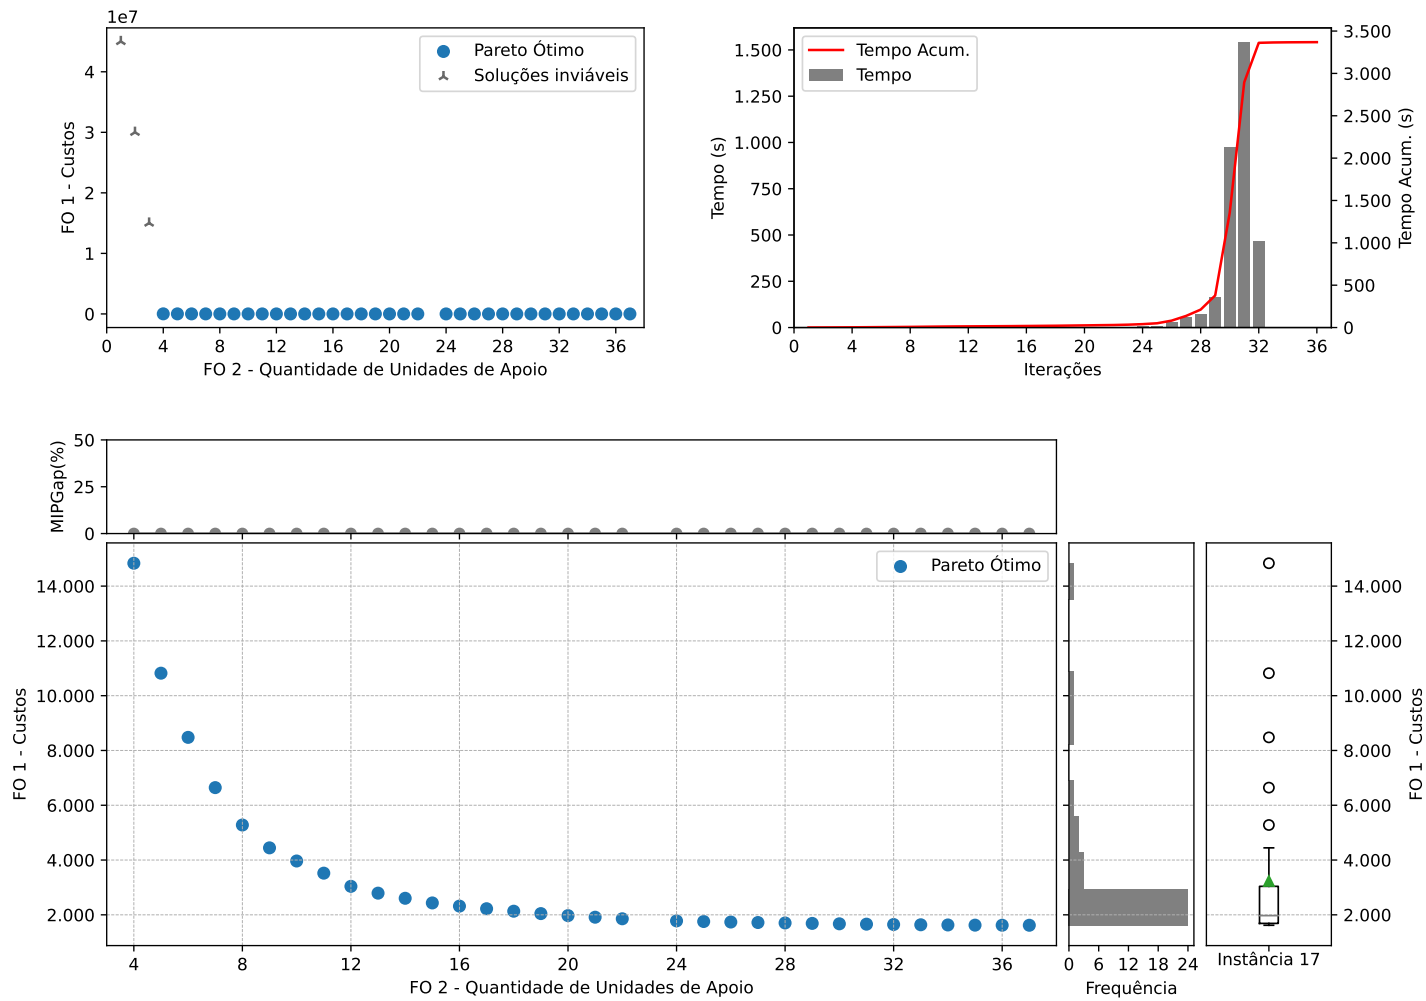 1e7
Pareto Ótimo
Soluções inviáveis
4
3
2
1
0
FO 1 - Custos
0 4 8 12 16 20 24 28 32 36
FO 2 - Quantidade de Unidades de Apoio
Tempo Acum.
Tempo
1.500
1.250
1.000
750
500
250
0
Tempo (s)
3.500
3.000
2.500
2.000
1.500
1.000
500
0
Tempo Acum. (s)
0 4 8 12 16 20 24 28 32 36
Iterações
50
25
0
MIPGap(%)
Pareto Ótimo
14.000
12.000
10.000
8.000
6.000
4.000
2.000
FO 1 - Custos
4 8 12 16 20 24 28 32 36
FO 2 - Quantidade de Unidades de Apoio
0 6 12 18 24
Frequência
14.000
12.000
10.000
8.000
6.000
4.000
2.000
FO 1 - Custos
Instância 17